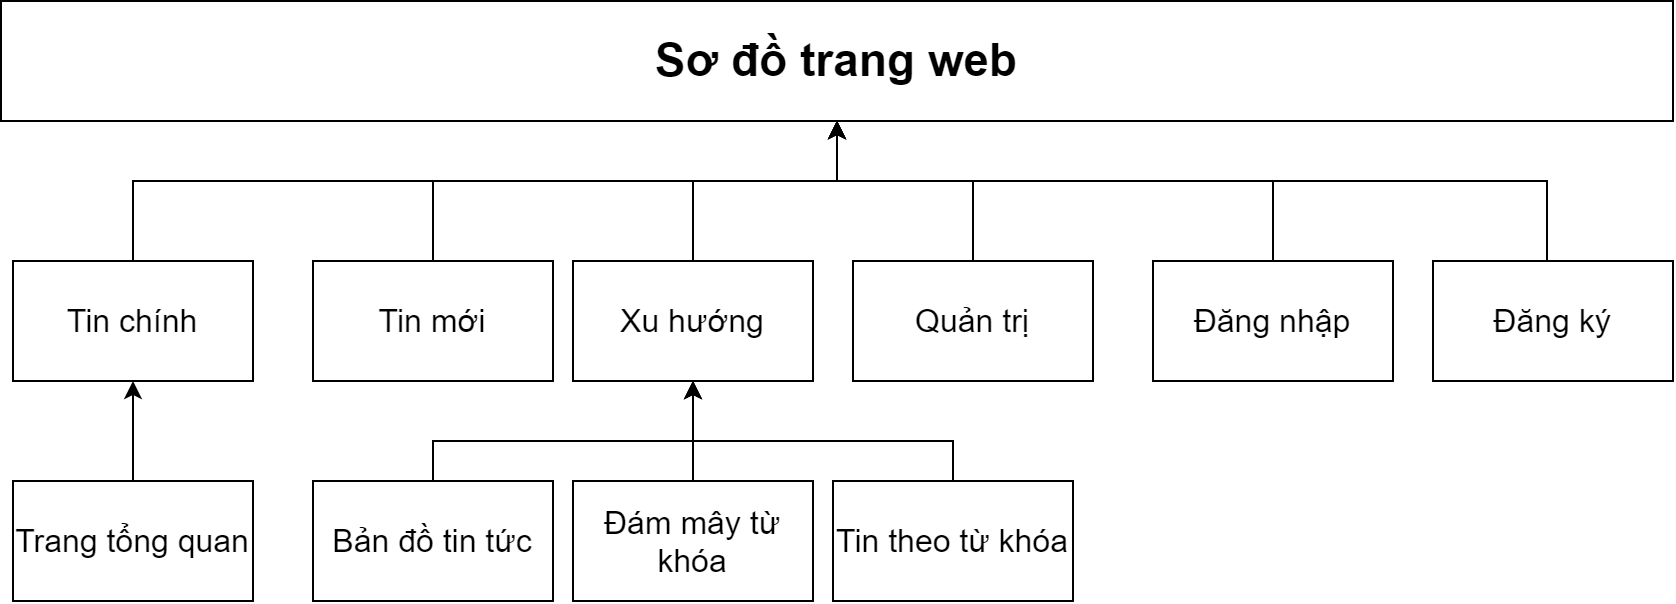 Sơ đồ trang web
Tin chính
Tin mới
Xu hướng
Quản trị
Đăng nhập
Đăng ký
Trang tổng quan
Bản đồ tin tức
Đám mây từ
khóa
Tin theo từ khóa